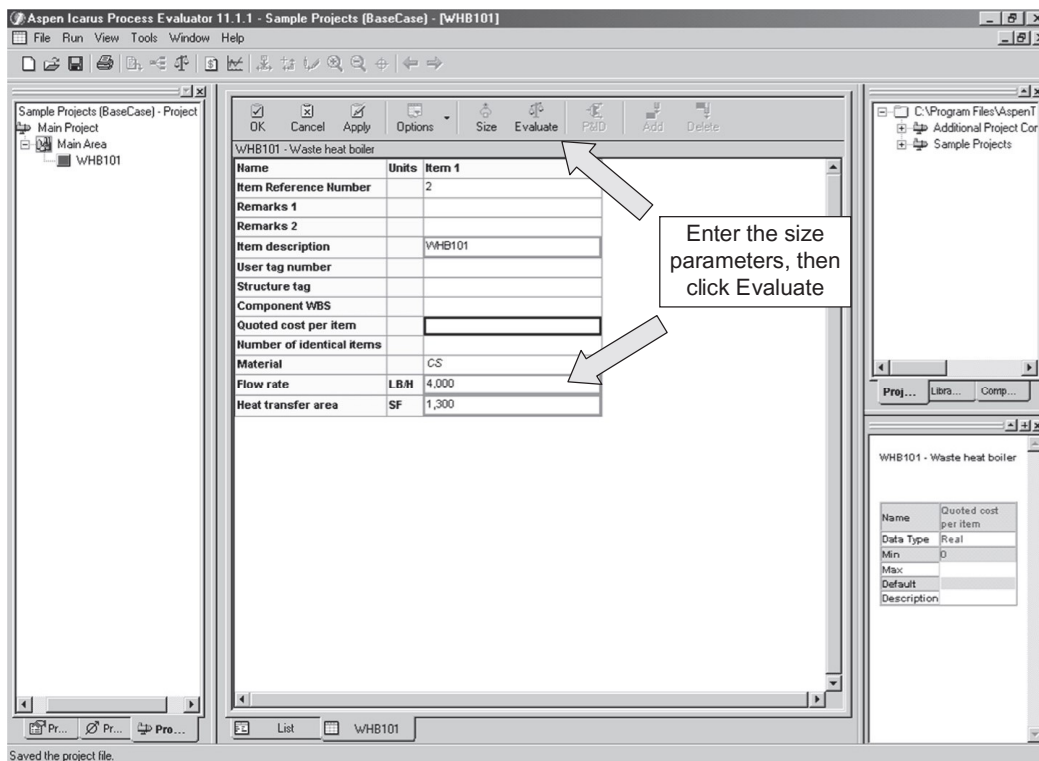 Aspen Icarus Process Evaluator 11.1.1 - Sample Projects (BaseCase) - [WHB101]
File Run View Tools Window Help
Sample Projects (BaseCase) - Project
Main Project
Main Area
WHB101
OK Cancel Apply Options Size Evaluate P&ID Add Delete
WHB101 - Waste heat boiler
Name Units Item 1
Item Reference Number 2
Remarks 1
Remarks 2
Item description WHB101
User tag number
Structure tag
Component WBS
Quoted cost per item
Number of identical items
Material CS
Flow rate LB/H 4,000
Heat transfer area SF 1,300
Enter the size
parameters, then
click Evaluate
C:\Program Files\AspenT
Additional Project Cor
Sample Projects
Proj... Libra... Comp...
WHB101 - Waste heat boiler
Name Quoted cost
per item
Data Type Real
Min 0
Max
Default
Description
Pr... Pr... Pro...
List WHB101
Saved the project file.